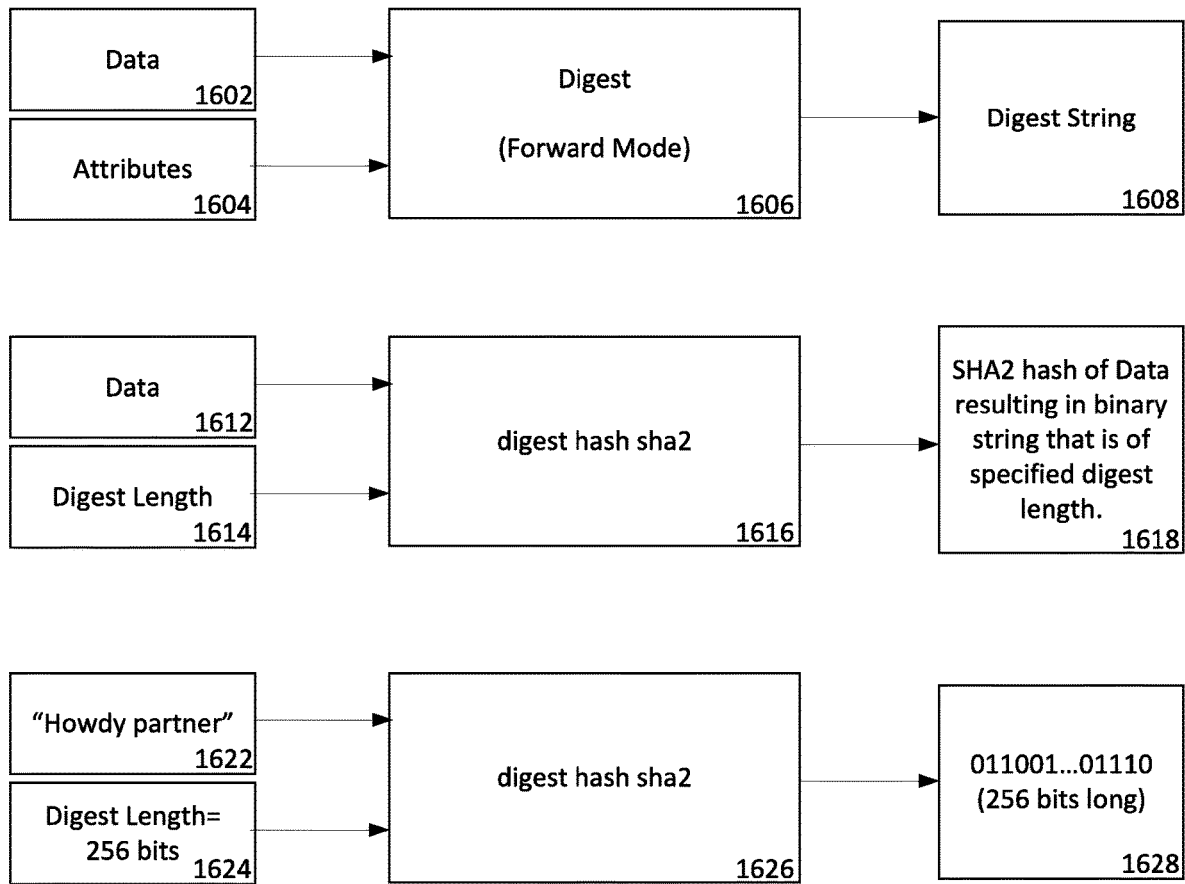 Data
1602
Attributes
1604
Digest
(Forward Mode)
1606
Digest String
1608
Data
1612
Digest Length
1614
digest hash sha2
1616
SHA2 hash of Data
resulting in binary
string that is of
specified digest
length.
1618
“Howdy partner”
1622
Digest Length=
256 bits
1624
digest hash sha2
1626
011001...01110
(256 bits long)
1628